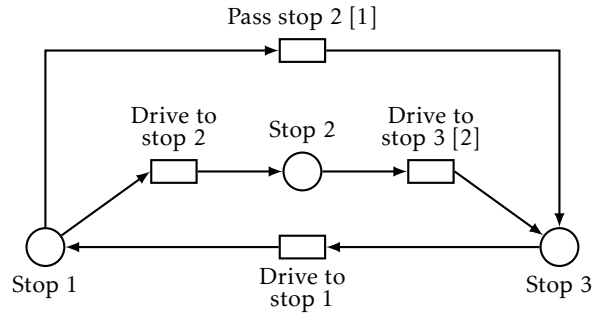 Pass stop 2 [1]
Drive to
stop 2
Stop 2
Drive to
stop 3 [2]
Stop 1
Drive to
stop 1
Stop 3